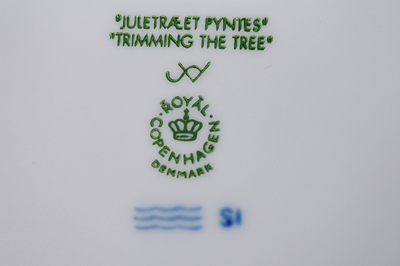 "JULETRÆET PYNTES"
"TRIMMING THE TREE"
ROYAL
COPENHAGEN
DENMARK
SI